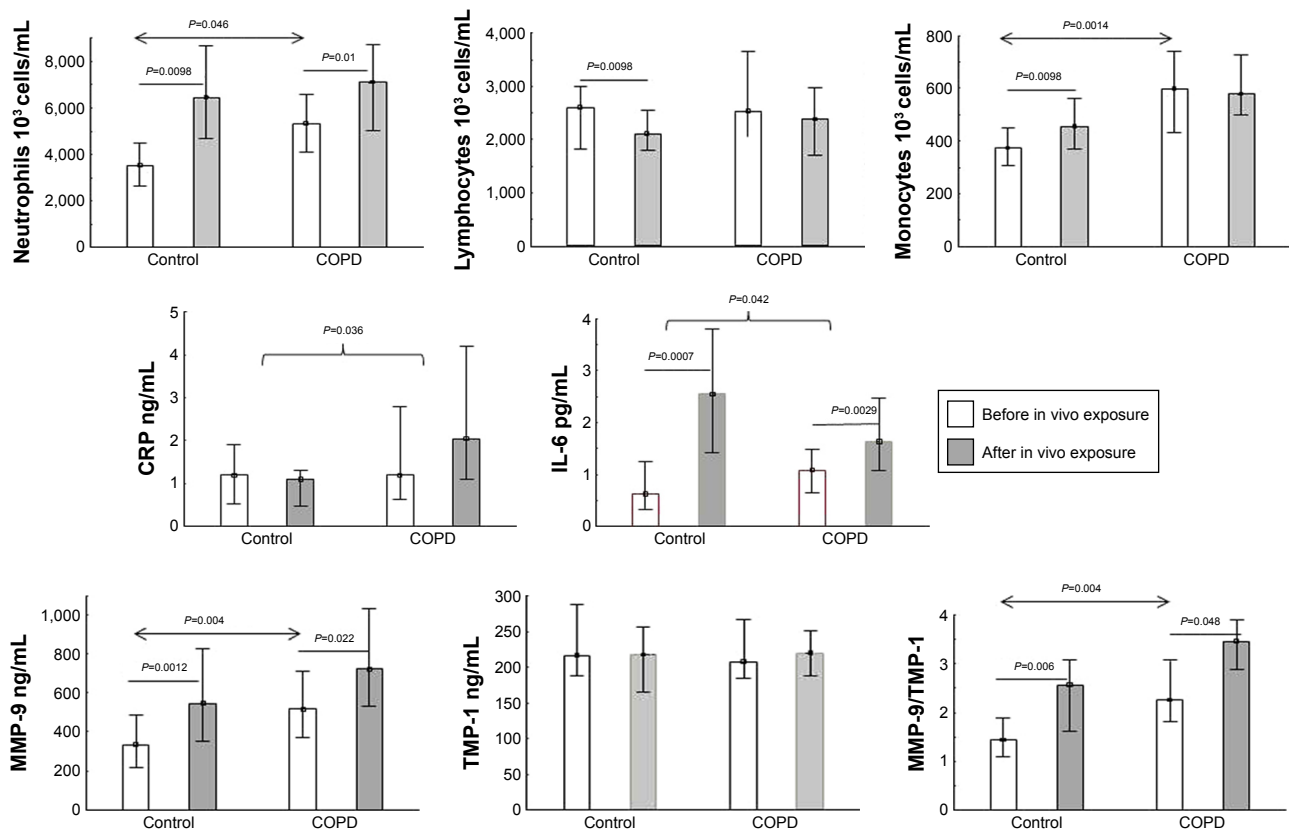 P=0.046
P=0.0098
P=0.01
Neutrophils 10³ cells/mL
8,000
6,000
4,000
2,000
0
Control
COPD
P=0.0098
Lymphocytes 10³ cells/mL
4,000
3,000
2,000
1,000
0
Control
COPD
P=0.0014
P=0.0098
Monocytes 10³ cells/mL
800
600
400
200
0
Control
COPD
P=0.036
CRP ng/mL
5
4
3
2
1
0
Control
COPD
P=0.042
P=0.0007
P=0.0029
IL-6 pg/mL
4
3
2
1
0
Control
COPD
Before in vivo exposure
After in vivo exposure
P=0.004
P=0.0012
P=0.022
MMP-9 ng/mL
1,000
800
600
400
200
0
Control
COPD
TMP-1 ng/mL
300
250
200
150
100
50
0
Control
COPD
P=0.004
P=0.006
P=0.048
MMP-9/TMP-1
4
3
2
1
0
Control
COPD